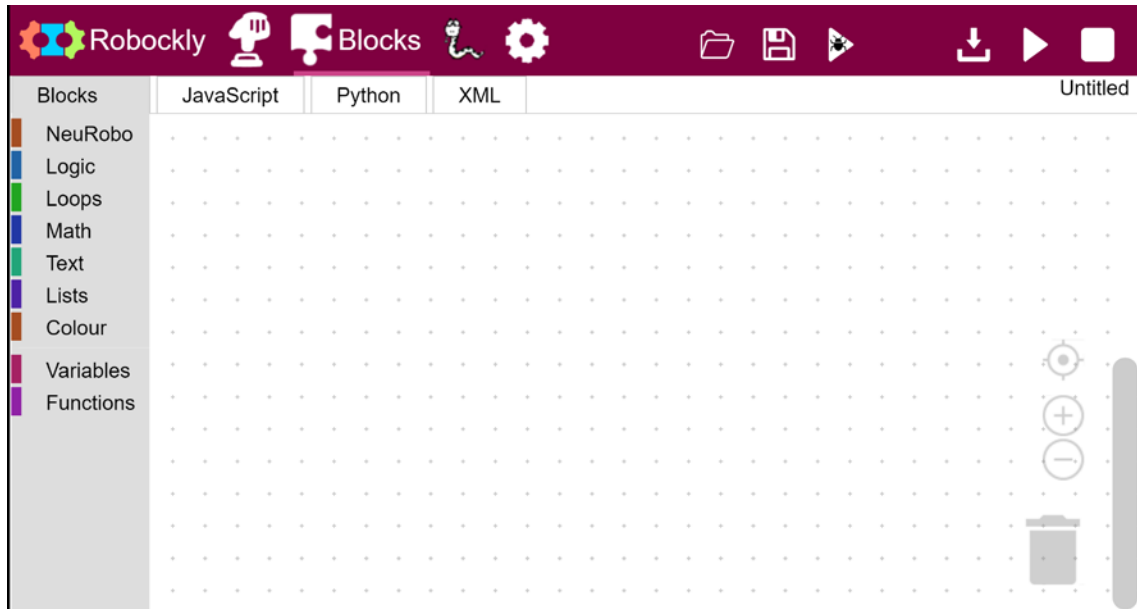 Robockly Blocks
Blocks JavaScript Python XML Untitled
NeuRobo
Logic
Loops
Math
Text
Lists
Colour
Variables
Functions